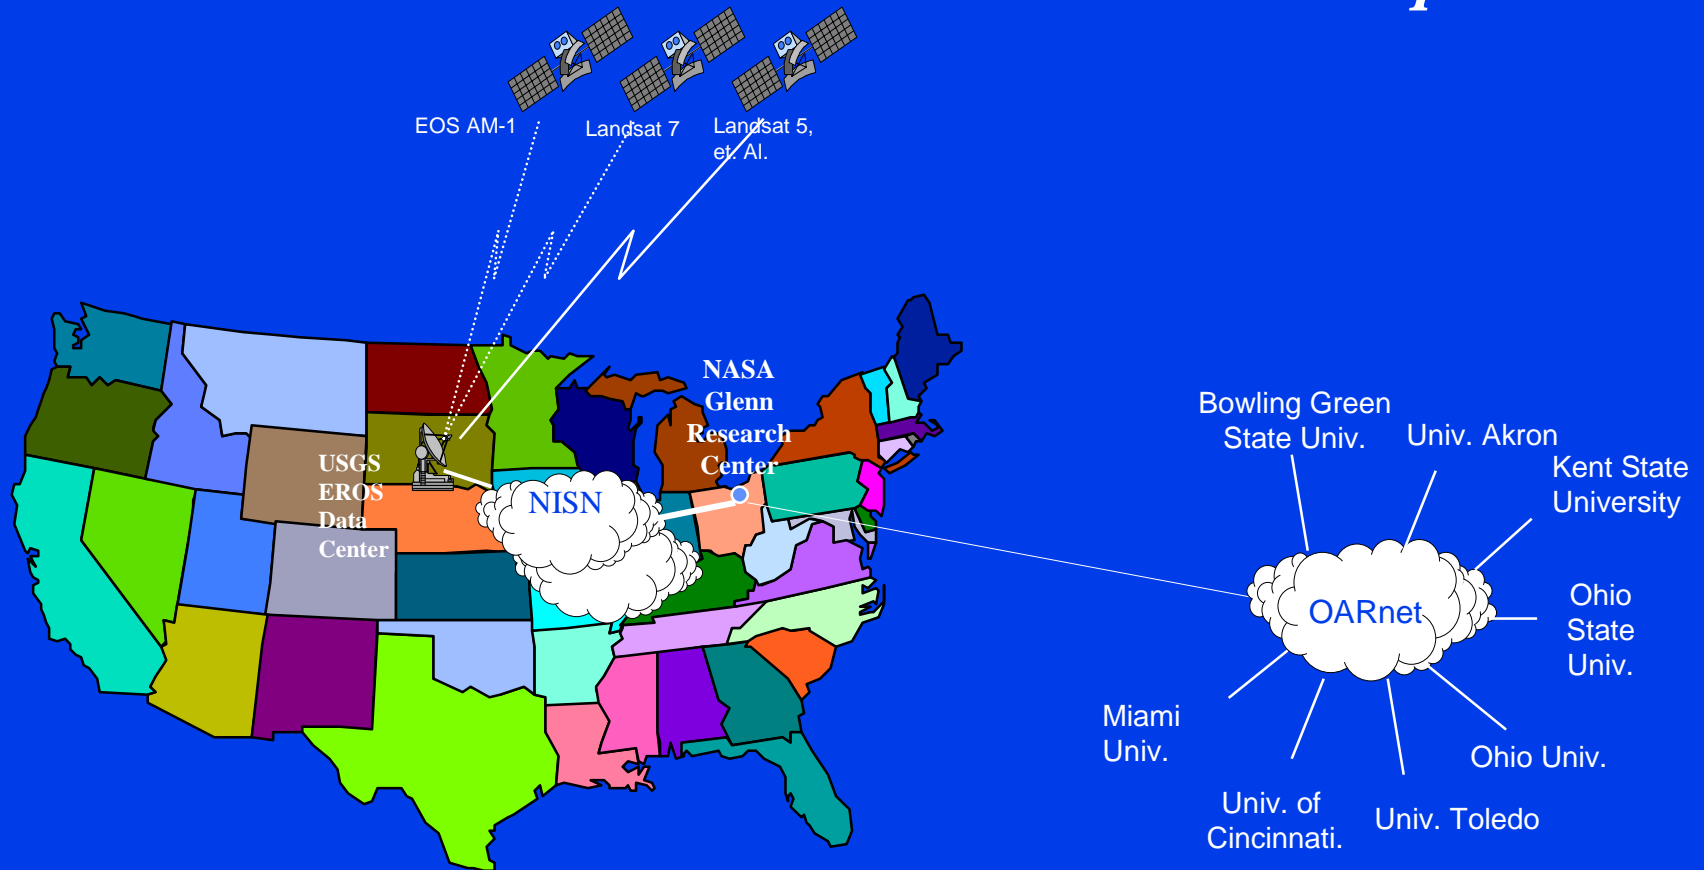 EOS AM-1
Landsat 7
Landsat 5,
et. Al.
NASA
Glenn
Research
Center
USGS
EROS
Data
Center
NISN
Bowling Green
State Univ.
Univ. Akron
Kent State
University
OARnet
Ohio
State
Univ.
Miami
Univ.
Ohio Univ.
Univ. of
Cincinnati.
Univ. Toledo